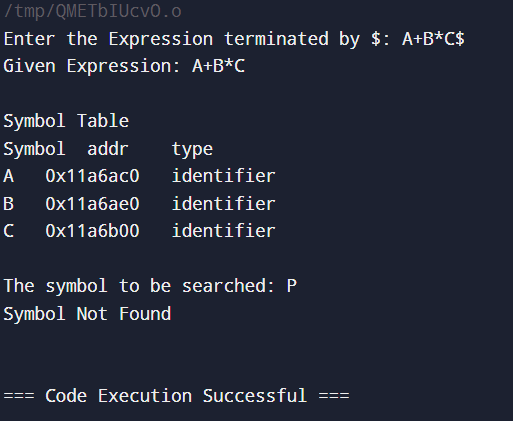 /tmp/QMETbIUcvO.o
Enter the Expression terminated by $: A+B*C$
Given Expression: A+B*C
Symbol Table
Symbol addr type
A 0x11a6ac0 identifier
B 0x11a6ae0 identifier
C 0x11a6b00 identifier
The symbol to be searched: P
Symbol Not Found
=== Code Execution Successful ===